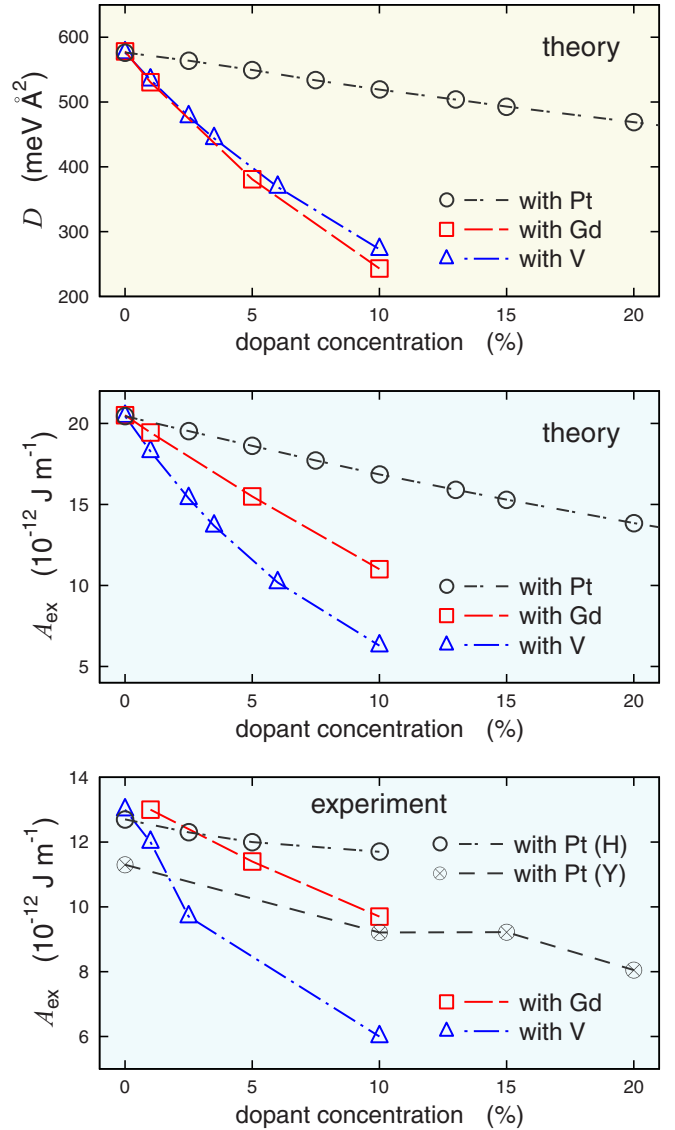 600
500
400
300
200
D (meV Å²)
theory
with Pt
with Gd
with V
0 5 10 15 20
dopant concentration (%)
20
15
10
5
A_ex (10⁻¹² J m⁻¹)
theory
with Pt
with Gd
with V
0 5 10 15 20
dopant concentration (%)
14
12
10
8
6
A_ex (10⁻¹² J m⁻¹)
experiment
with Pt (H)
with Pt (Y)
with Gd
with V
0 5 10 15 20
dopant concentration (%)